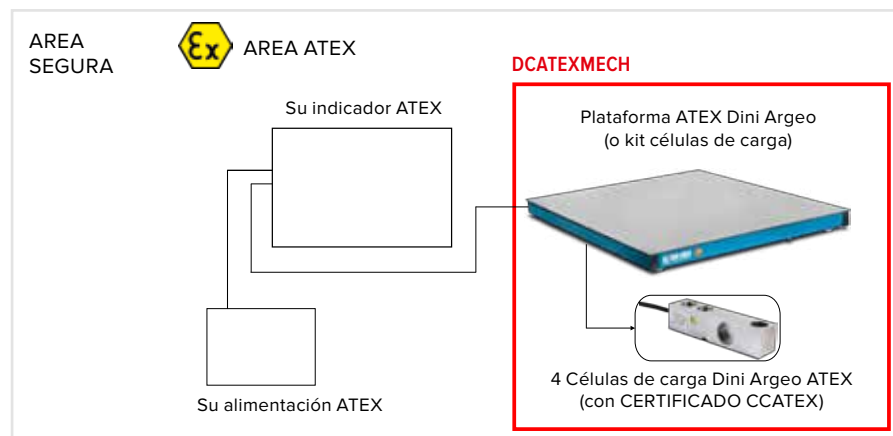 AREA
SEGURA
Ex
AREA ATEX
DCATEXMECH
Su indicador ATEX
Plataforma ATEX Dini Argeo
(o kit células de carga)
4 Células de carga Dini Argeo ATEX
(con CERTIFICADO CCATEX)
Su alimentación ATEX